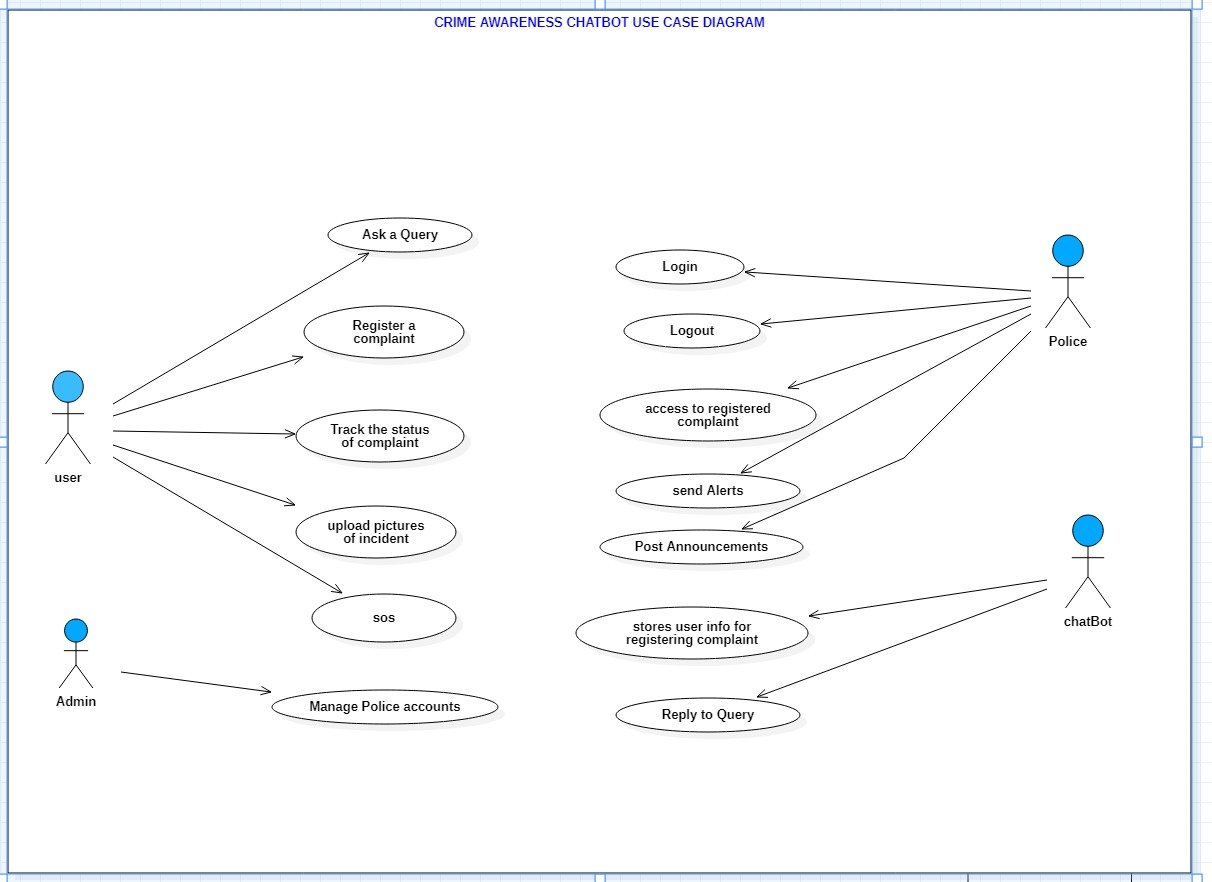 CRIME AWARENESS CHATBOT USE CASE DIAGRAM
Ask a Query
Register a
complaint
Track the status
of complaint
upload pictures
of incident
sos
Manage Police accounts
user
Admin
Login
Logout
access to registered
complaint
send Alerts
Post Announcements
stores user info for
registering complaint
Reply to Query
Police
chatBot